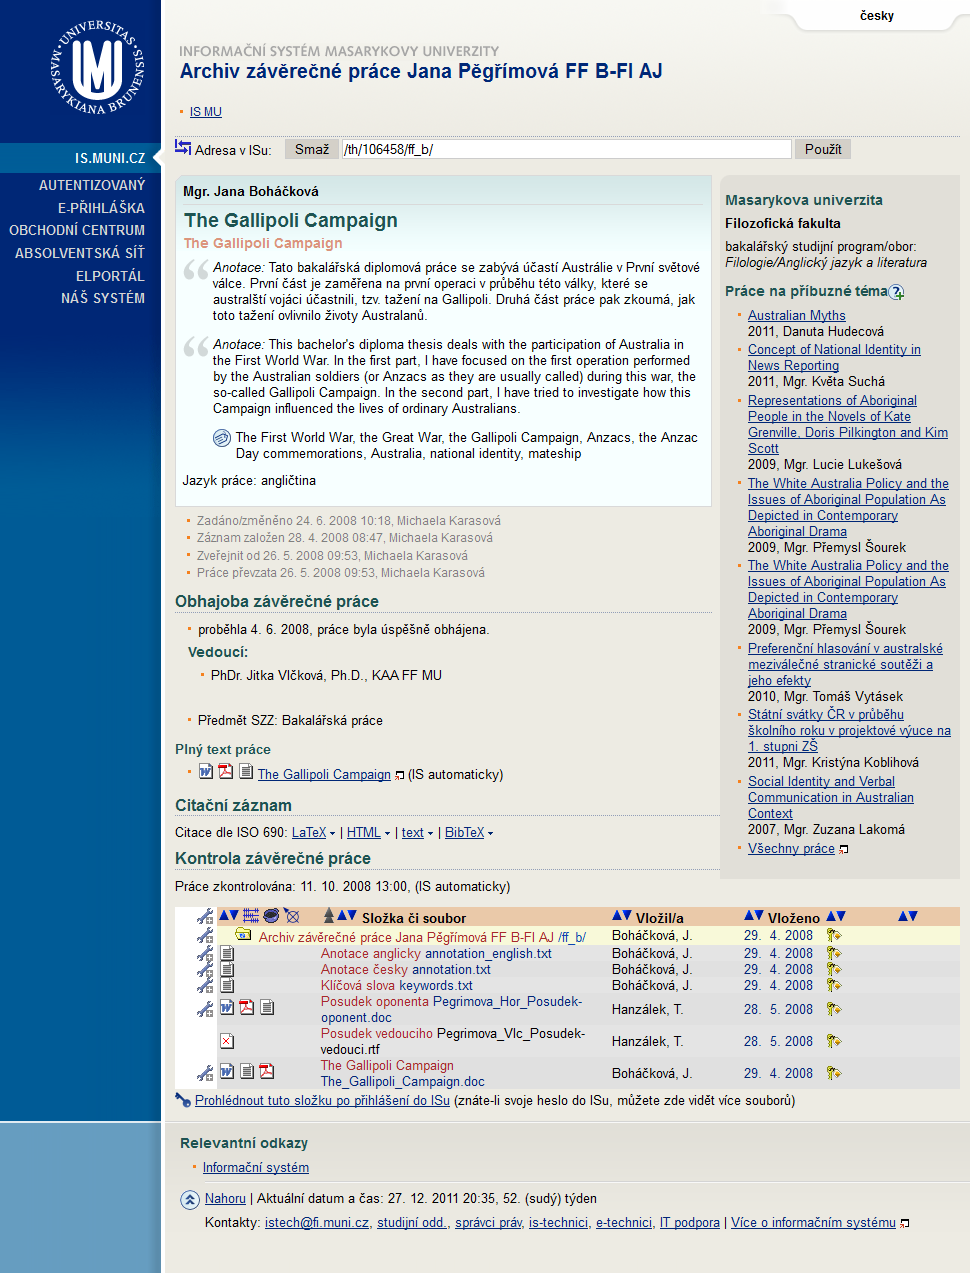 česky
UNIVERSITAS MASARYKIANA BRUNENSIS
INFORMAČNÍ SYSTÉM MASARYKOVY UNIVERZITY
Archiv závěrečné práce Jana Pěgřímová FF B-FI AJ
IS MU
IS.MUNI.CZ
AUTENTIZOVANÝ
E-PŘIHLÁŠKA
OBCHODNÍ CENTRUM
ABSOLVENTSKÁ SÍŤ
ELPORTÁL
NÁŠ SYSTÉM
Adresa v ISu: Smaž /th/106458/ff_b/ Použít
Mgr. Jana Boháčková
The Gallipoli Campaign
The Gallipoli Campaign
Anotace: Tato bakalářská diplomová práce se zabývá účastí Austrálie v První světové
válce. První část je zaměřena na první operaci v průběhu této války, které se
australští vojáci účastnili, tzv. tažení na Gallipoli. Druhá část práce pak zkoumá, jak
toto tažení ovlivnilo životy Australanů.
Anotace: This bachelor's diploma thesis deals with the participation of Australia in
the First World War. In the first part, I have focused on the first operation performed
by the Australian soldiers (or Anzacs as they are usually called) during this war, the
so-called Gallipoli Campaign. In the second part, I have tried to investigate how this
Campaign influenced the lives of ordinary Australians.
The First World War, the Great War, the Gallipoli Campaign, Anzacs, the Anzac
Day commemorations, Australia, national identity, mateship
Jazyk práce: angličtina
Zadáno/změněno 24. 6. 2008 10:18, Michaela Karasová
Záznam založen 28. 4. 2008 08:47, Michaela Karasová
Zveřejnit od 26. 5. 2008 09:53, Michaela Karasová
Práce převzata 26. 5. 2008 09:53, Michaela Karasová
Obhajoba závěrečné práce
proběhla 4. 6. 2008, práce byla úspěšně obhájena.
Vedoucí:
PhDr. Jitka Vlčková, Ph.D., KAA FF MU
Předmět SZZ: Bakalářská práce
Plný text práce
The Gallipoli Campaign (IS automaticky)
Citační záznam
Citace dle ISO 690: LaTeX | HTML | text | BibTeX
Kontrola závěrečné práce
Práce zkontrolována: 11. 10. 2008 13:00, (IS automaticky)
Masarykova univerzita
Filozofická fakulta
bakalářský studijní program/obor:
Filologie/Anglický jazyk a literatura
Práce na příbuzné téma
Australian Myths
2011, Danuta Hudecová
Concept of National Identity in
News Reporting
2011, Mgr. Květa Suchá
Representations of Aboriginal
People in the Novels of Kate
Grenville, Doris Pilkington and Kim
Scott
2009, Mgr. Lucie Lukešová
The White Australia Policy and the
Issues of Aboriginal Population As
Depicted in Contemporary
Aboriginal Drama
2009, Mgr. Přemysl Šourek
The White Australia Policy and the
Issues of Aboriginal Population As
Depicted in Contemporary
Aboriginal Drama
2009, Mgr. Přemysl Šourek
Preferenční hlasování v australské
meziválečné stranické soutěži a
jeho efekty
2010, Mgr. Tomáš Vytásek
Státní svátky ČR v průběhu
školního roku v projektové výuce na
1. stupni ZŠ
2011, Mgr. Kristýna Koblihová
Social Identity and Verbal
Communication in Australian
Context
2007, Mgr. Zuzana Lakomá
Všechny práce
Složka či soubor Vložil/a Vloženo
Archiv závěrečné práce Jana Pěgřímová FF B-FI AJ /ff_b/ Boháčková, J. 29. 4. 2008
Anotace anglicky annotation_english.txt Boháčková, J. 29. 4. 2008
Anotace česky annotation.txt Boháčková, J. 29. 4. 2008
Klíčová slova keywords.txt Boháčková, J. 29. 4. 2008
Posudek oponenta Pegrimova_Hor_Posudek-
oponent.doc Hanzálek, T. 28. 5. 2008
Posudek vedouciho Pegrimova_Vlc_Posudek-
vedouci.rtf Hanzálek, T. 28. 5. 2008
The Gallipoli Campaign
The_Gallipoli_Campaign.doc Boháčková, J. 29. 4. 2008
Prohlédnout tuto složku po přihlášení do ISu (znáte-li svoje heslo do ISu, můžete zde vidět více souborů)
Relevantní odkazy
Informační systém
Nahoru | Aktuální datum a čas: 27. 12. 2011 20:35, 52. (sudý) týden
Kontakty: istech@fi.muni.cz, studijní odd., správci práv, is-technici, e-technici, IT podpora | Více o informačním systému